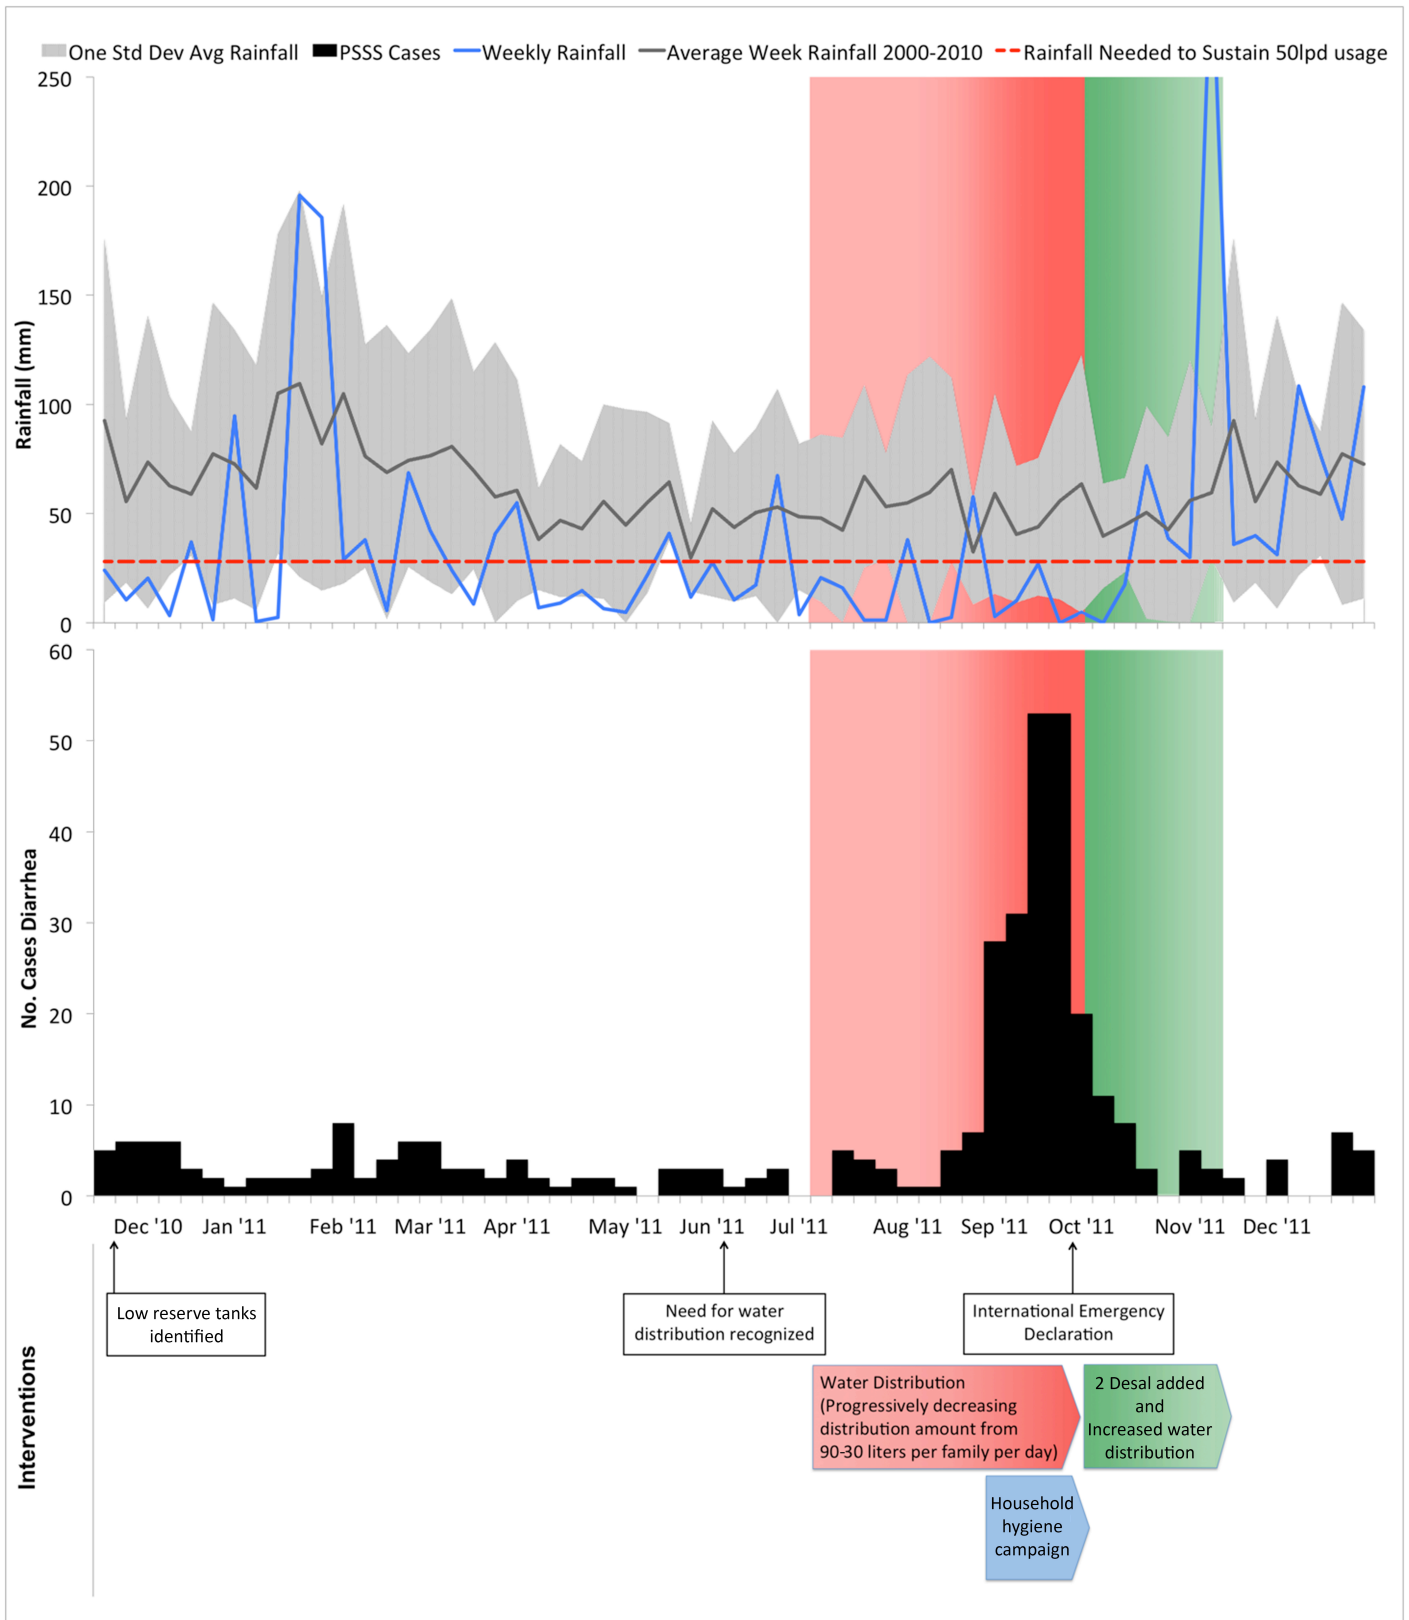 One Std Dev Avg Rainfall PSSS Cases Weekly Rainfall Average Week Rainfall 2000-2010 Rainfall Needed to Sustain 50lpd usage
250
200
150
100
50
0
Rainfall (mm)
60
50
40
30
20
10
0
No. Cases Diarrhea
Dec '10 Jan '11 Feb '11 Mar '11 Apr '11 May '11 Jun '11 Jul '11 Aug '11 Sep '11 Oct '11 Nov '11 Dec '11
Interventions
Low reserve tanks
identified
Need for water
distribution recognized
International Emergency
Declaration
Water Distribution
(Progressively decreasing
distribution amount from
90-30 liters per family per day)
2 Desal added
and
Increased water
distribution
Household
hygiene
campaign